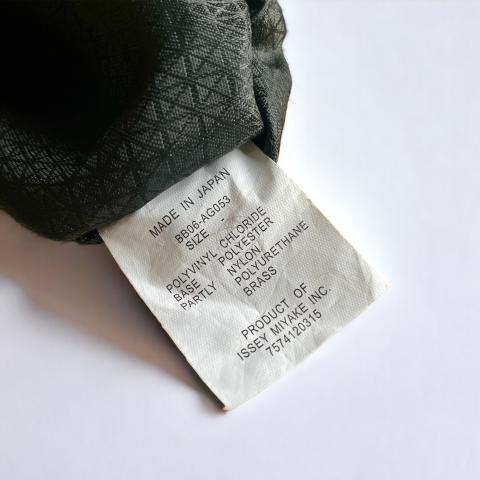 MADE IN JAPAN
BB06-AG053
SIZE -
POLYVINYL CHLORIDE
BASE POLYESTER
PARTLY NYLON
POLYURETHANE
BRASS
PRODUCT OF
ISSEY MIYAKE INC.
7574120315